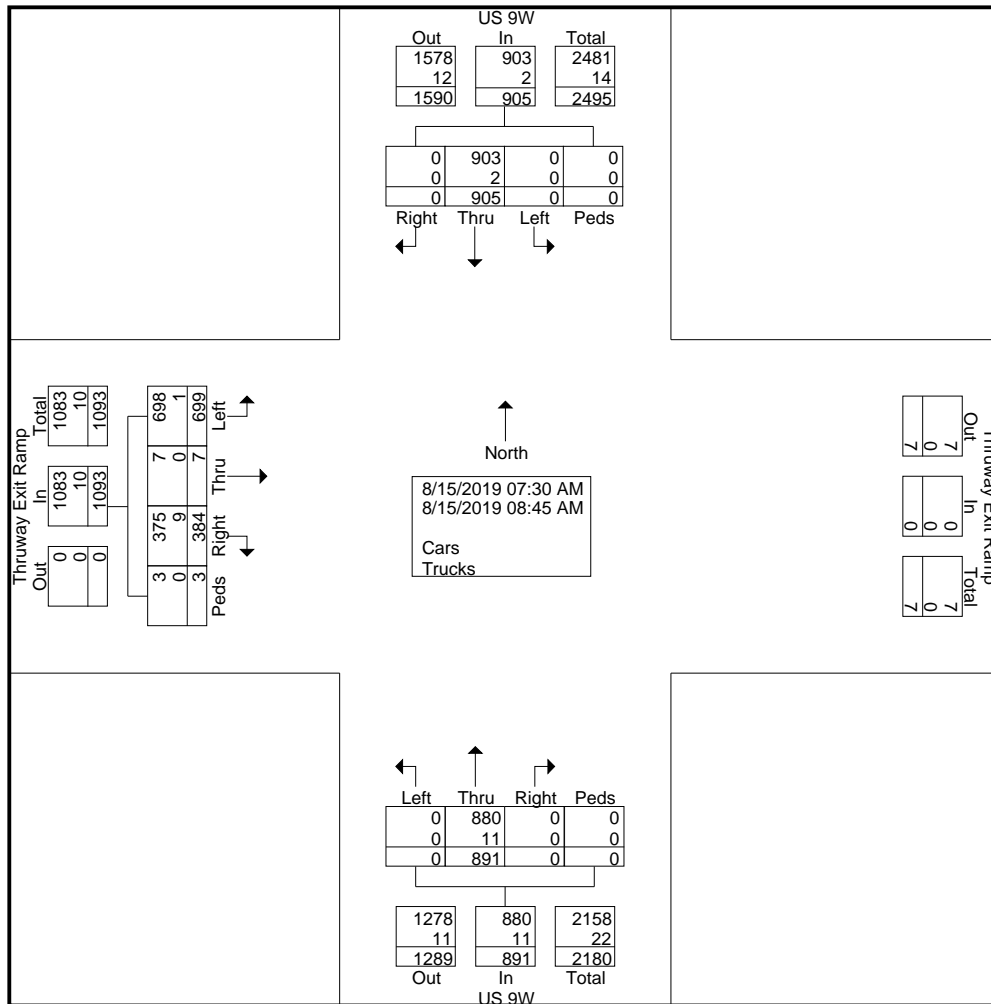 US 9W
Out In Total
1578 903 2481
12 2 14
1590 905 2495
0 903 0 0
0 2 0 0
0 905 0 0
Right Thru Left Peds
Thruway Exit Ramp
Total In Out
1083 1083 0
10 10 0
1093 1093 0
698 7 375 3
1 0 9 0
699 7 384 3
Left Thru Right Peds
North
8/15/2019 07:30 AM
8/15/2019 08:45 AM
Cars
Trucks
Thruway Exit Ramp
Out In Total
7 0 7
0 0 0
7 0 7
Left Thru Right Peds
0 880 0 0
0 11 0 0
0 891 0 0
1278 880 2158
11 11 22
1289 891 2180
Out In Total
US 9W